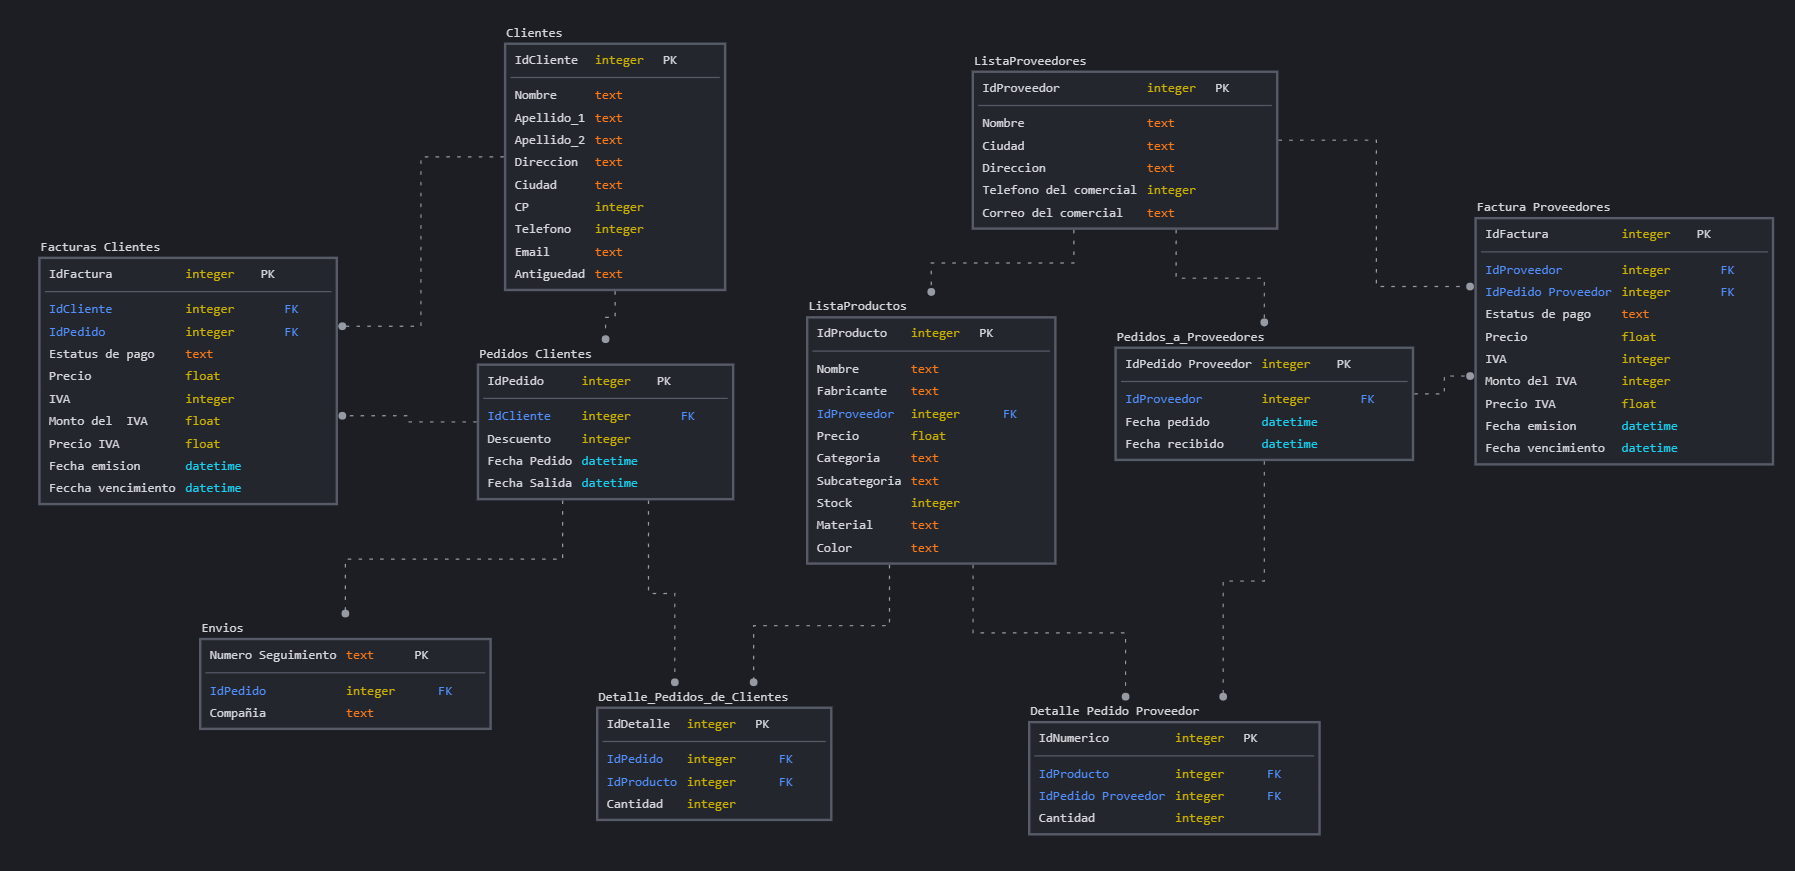 Clientes
IdCliente integer PK
Nombre text
Apellido_1 text
Apellido_2 text
Direccion text
Ciudad text
CP integer
Telefono integer
Email text
Antiguedad text
ListaProveedores
IdProveedor integer PK
Nombre text
Ciudad text
Direccion text
Telefono del comercial integer
Correo del comercial text
Factura Proveedores
IdFactura integer PK
IdProveedor integer FK
IdPedido Proveedor integer FK
Estatus de pago text
Precio float
IVA integer
Monto del IVA integer
Precio IVA float
Fecha emision datetime
Fecha vencimiento datetime
Facturas Clientes
IdFactura integer PK
IdCliente integer FK
IdPedido integer FK
Estatus de pago text
Precio float
IVA integer
Monto del IVA float
Precio IVA float
Fecha emision datetime
Feccha vencimiento datetime
Pedidos Clientes
IdPedido integer PK
IdCliente integer FK
Descuento integer
Fecha Pedido datetime
Fecha Salida datetime
ListaProductos
IdProducto integer PK
Nombre text
Fabricante text
IdProveedor integer FK
Precio float
Categoria text
Subcategoria text
Stock integer
Material text
Color text
Pedidos_a_Proveedores
IdPedido Proveedor integer PK
IdProveedor integer FK
Fecha pedido datetime
Fecha recibido datetime
Envios
Numero Seguimiento text PK
IdPedido integer FK
Compañia text
Detalle_Pedidos_de_Clientes
IdDetalle integer PK
IdPedido integer FK
IdProducto integer FK
Cantidad integer
Detalle Pedido Proveedor
IdNumerico integer PK
IdProducto integer FK
IdPedido Proveedor integer FK
Cantidad integer